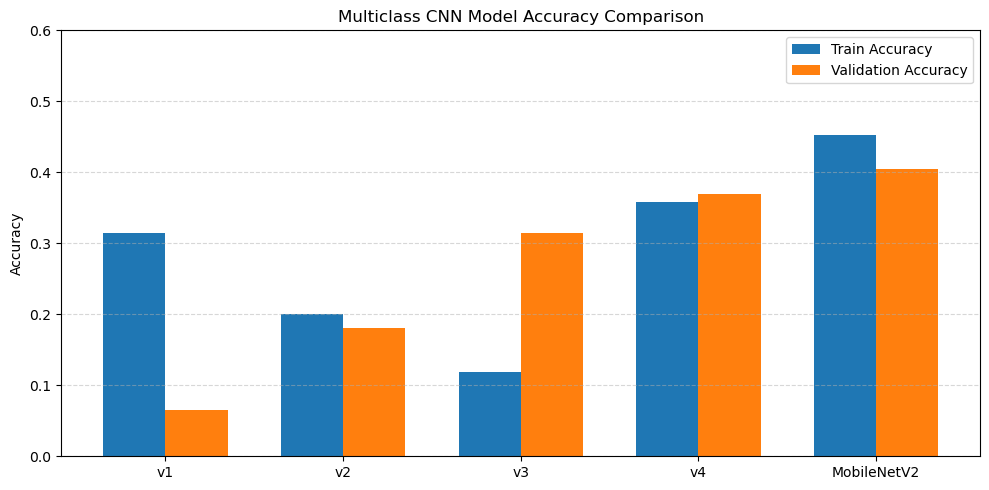 Multiclass CNN Model Accuracy Comparison
Train Accuracy
Validation Accuracy
Accuracy
0.6
0.5
0.4
0.3
0.2
0.1
0.0
v1 v2 v3 v4 MobileNetV2